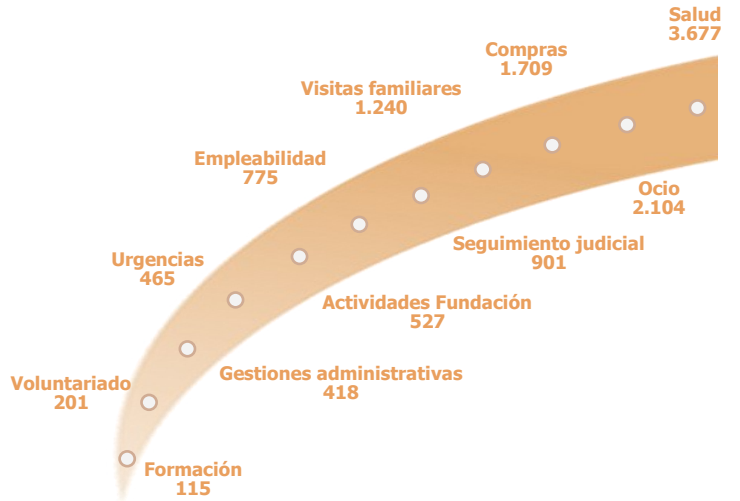 Salud
3.677
Compras
1.709
Visitas familiares
1.240
Empleabilidad
775
Ocio
2.104
Urgencias
465
Seguimiento judicial
901
Actividades Fundación
527
Voluntariado
201
Gestiones administrativas
418
Formación
115